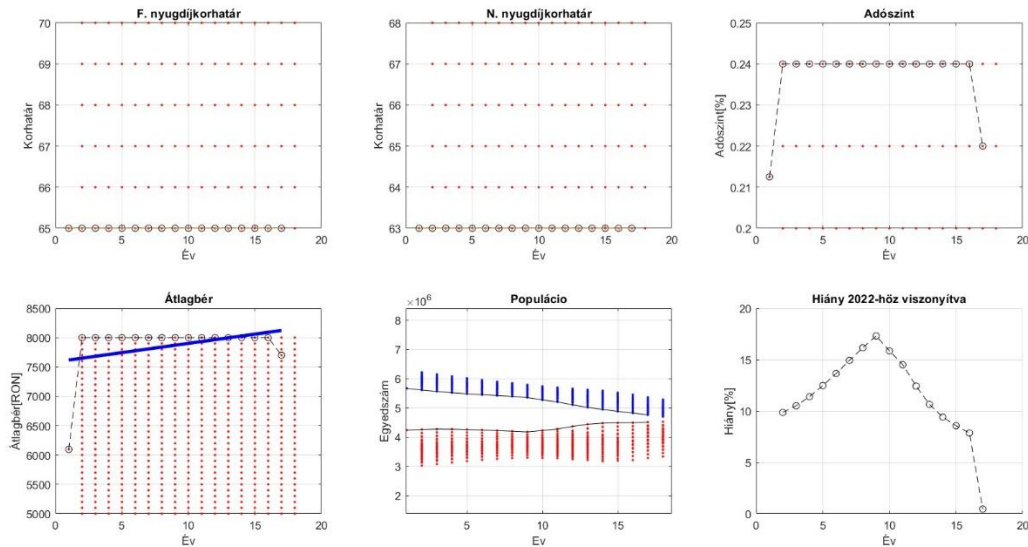 F. nyugdíjkorhatár
70
69
68
67
66
65
Korhatár
0 5 10 15 20
Év
N. nyugdíjkorhatár
68
67
66
65
64
63
Korhatár
0 5 10 15 20
Év
Adószint
0.25
0.24
0.23
0.22
0.21
0.2
Adószint[%]
0 5 10 15 20
Év
Átlagbér
8500
8000
7500
7000
6500
6000
5500
5000
Átlagbér[RON]
0 5 10 15 20
Év
Populácio
×10⁶
8
7
6
5
4
3
2
Egyedszám
5 10 15
Ev
Hiány 2022-höz viszonyítva
20
15
10
5
0
Hiány[%]
0 5 10 15 20
Év